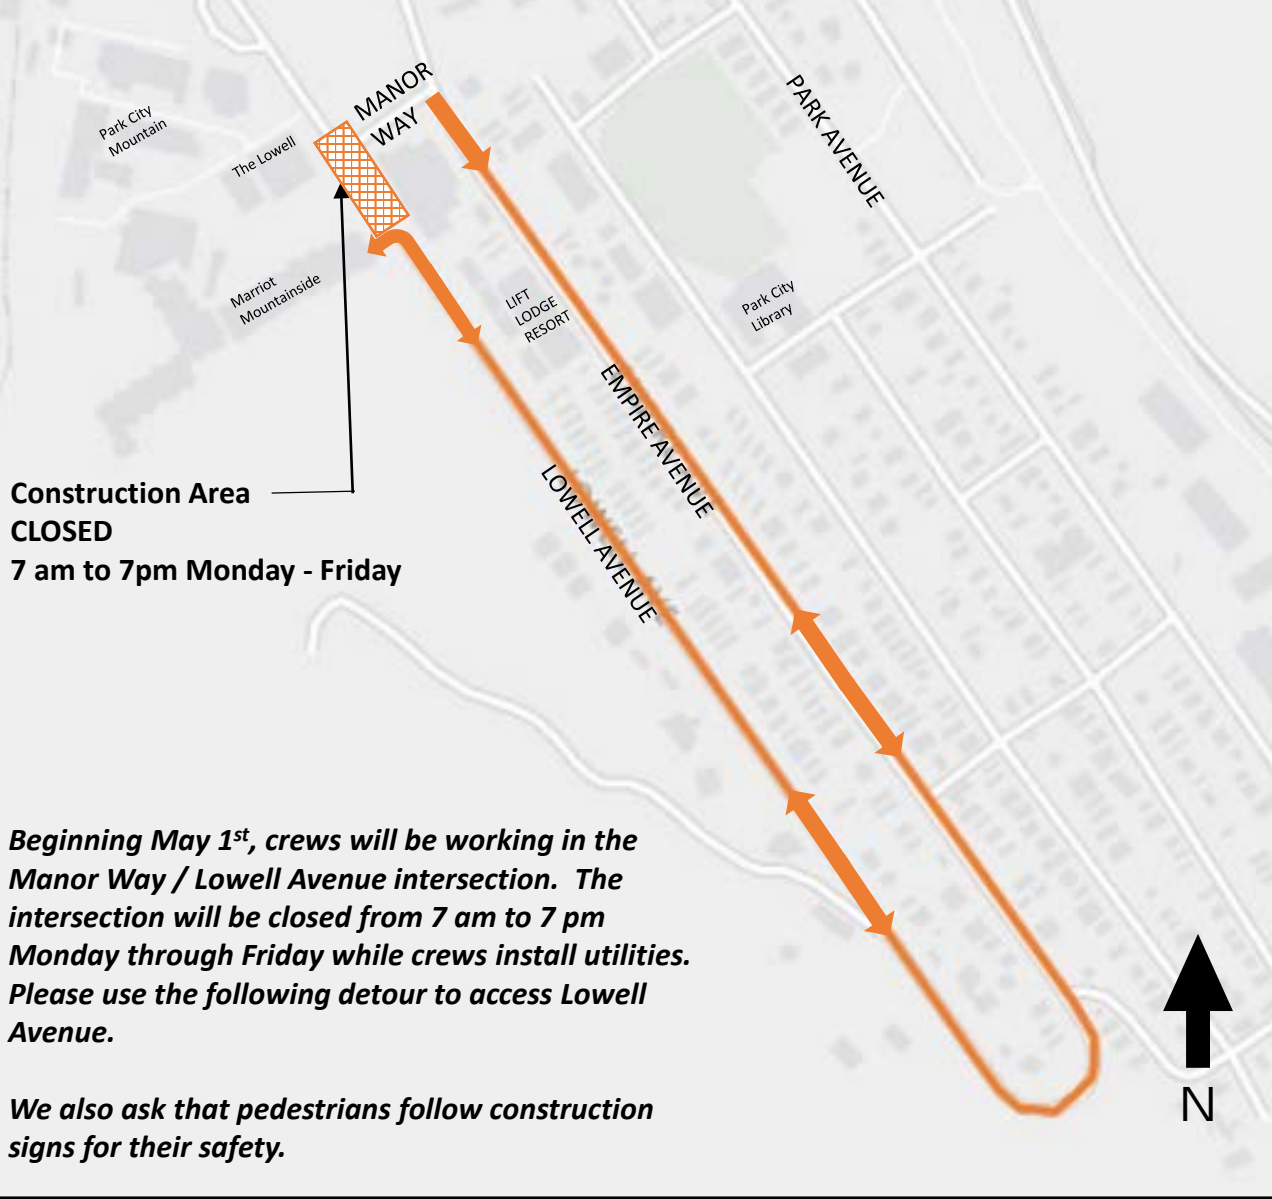 MANOR
WAY
PARK AVENUE
Park City
Mountain
The Lowell
Marriot
Mountainside
LIFT
LODGE
RESORT
Park City
Library
EMPIRE AVENUE
LOWELL AVENUE
Construction Area
CLOSED
7 am to 7pm Monday - Friday
Beginning May 1st, crews will be working in the
Manor Way / Lowell Avenue intersection.  The
intersection will be closed from 7 am to 7 pm
Monday through Friday while crews install utilities.
Please use the following detour to access Lowell
Avenue.
We also ask that pedestrians follow construction
signs for their safety.
N